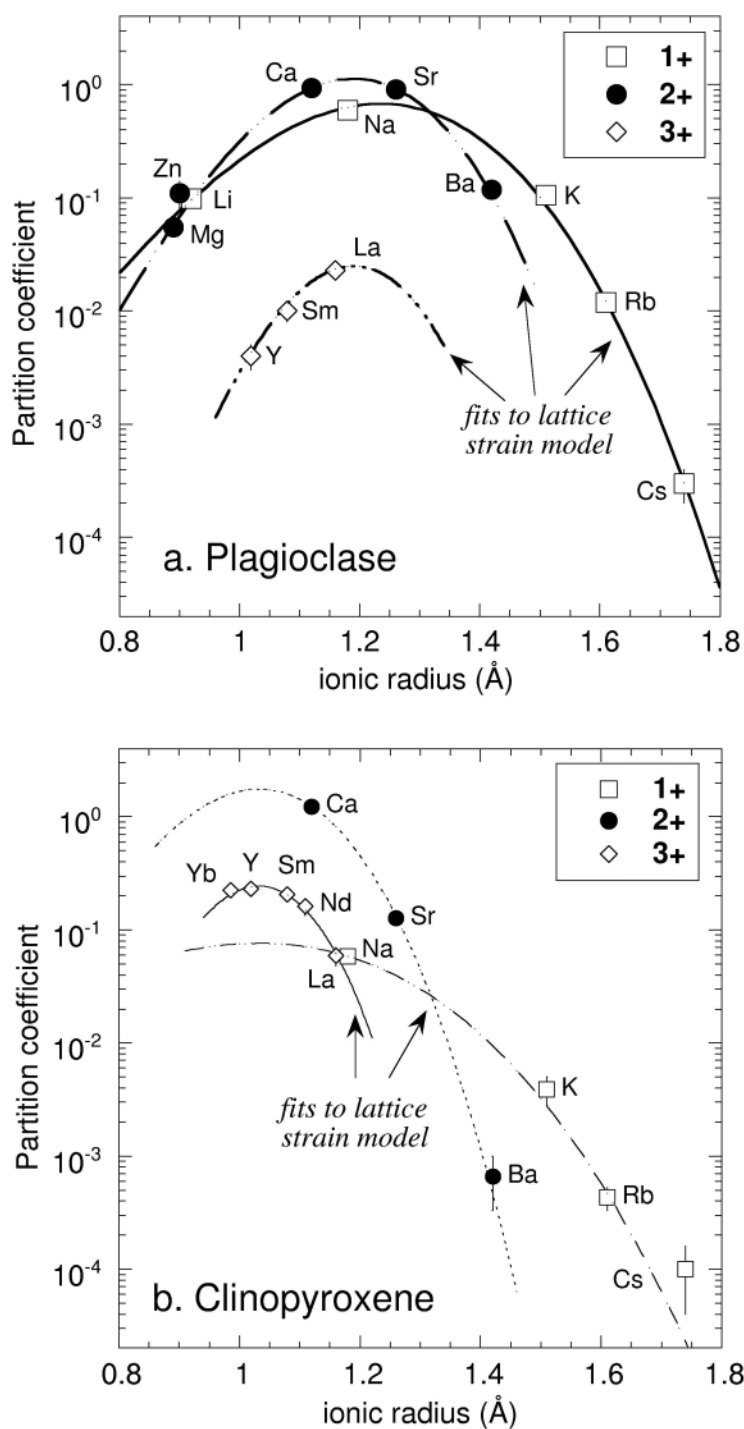 1+
2+
3+
Ca
Sr
Na
Zn
Li
Mg
Ba
K
La
Sm
Y
Rb
fits to lattice
strain model
Cs
a. Plagioclase
Partition coefficient
10^0
10^-1
10^-2
10^-3
10^-4
0.8 1 1.2 1.4 1.6 1.8
ionic radius (Å)
1+
2+
3+
Ca
Yb
Y
Sm
Nd
Sr
Na
La
fits to lattice
strain model
K
Ba
Rb
Cs
b. Clinopyroxene
Partition coefficient
10^0
10^-1
10^-2
10^-3
10^-4
0.8 1 1.2 1.4 1.6 1.8
ionic radius (Å)